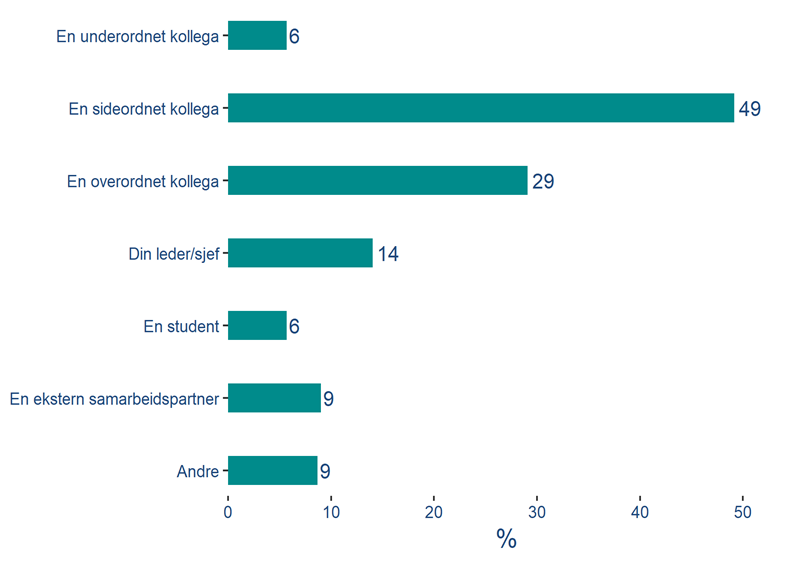 En underordnet kollega 6
En sideordnet kollega 49
En overordnet kollega 29
Din leder/sjef 14
En student 6
En ekstern samarbeidspartner 9
Andre 9
0 10 20 30 40 50
%